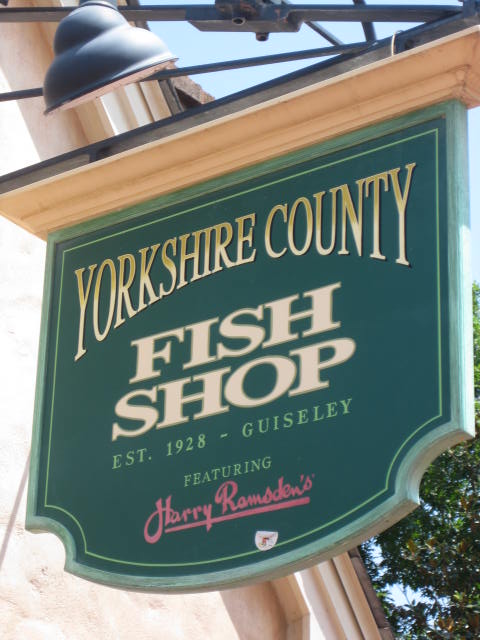 YORKSHIRE COUNTY
FISH
SHOP
EST. 1928 - GUISELEY
FEATURING
Harry Ramsden's